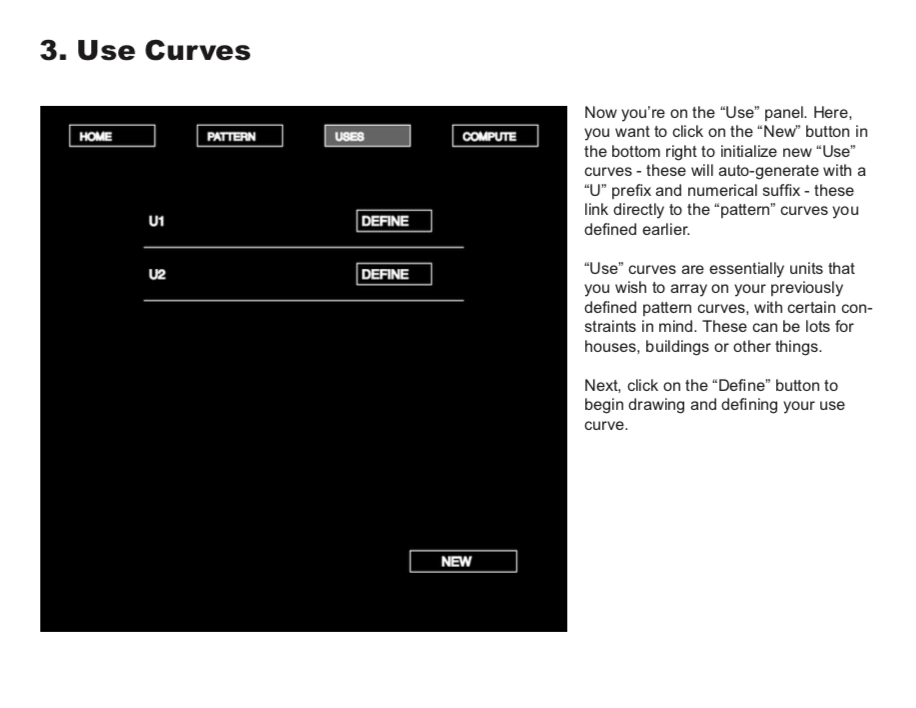 3. Use Curves
HOME PATTERN USES COMPUTE
U1 DEFINE
U2 DEFINE
NEW
Now you’re on the “Use” panel. Here,
you want to click on the “New” button in
the bottom right to initialize new “Use”
curves - these will auto-generate with a
“U” prefix and numerical suffix - these
link directly to the “pattern” curves you
defined earlier.
“Use” curves are essentially units that
you wish to array on your previously
defined pattern curves, with certain con-
straints in mind. These can be lots for
houses, buildings or other things.
Next, click on the “Define” button to
begin drawing and defining your use
curve.